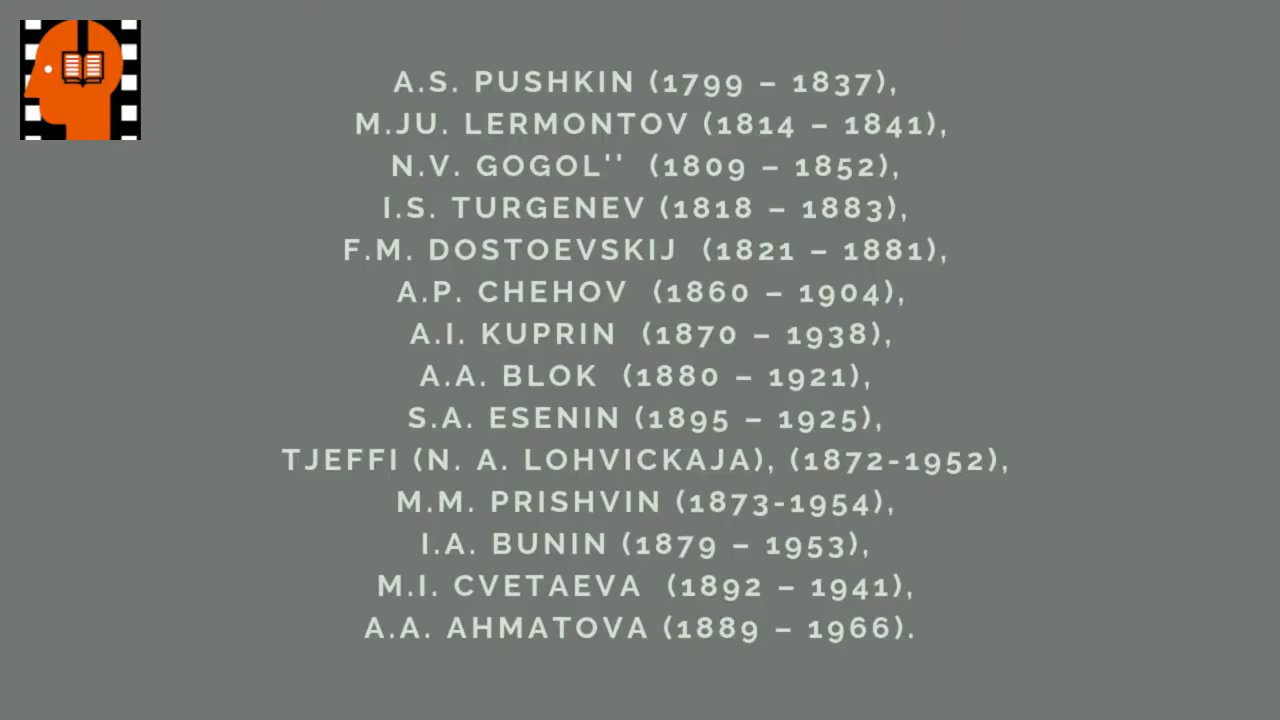 A.S. PUSHKIN (1799 – 1837),
M.JU. LERMONTOV (1814 – 1841),
N.V. GOGOL'' (1809 – 1852),
I.S. TURGENEV (1818 – 1883),
F.M. DOSTOEVSKIJ (1821 – 1881),
A.P. CHEHOV (1860 – 1904),
A.I. KUPRIN (1870 – 1938),
A.A. BLOK (1880 – 1921),
S.A. ESENIN (1895 – 1925),
TJEFFI (N. A. LOHVICKAJA), (1872-1952),
M.M. PRISHVIN (1873-1954),
I.A. BUNIN (1879 – 1953),
M.I. CVETAEVA (1892 – 1941),
A.A. AHMATOVA (1889 – 1966).